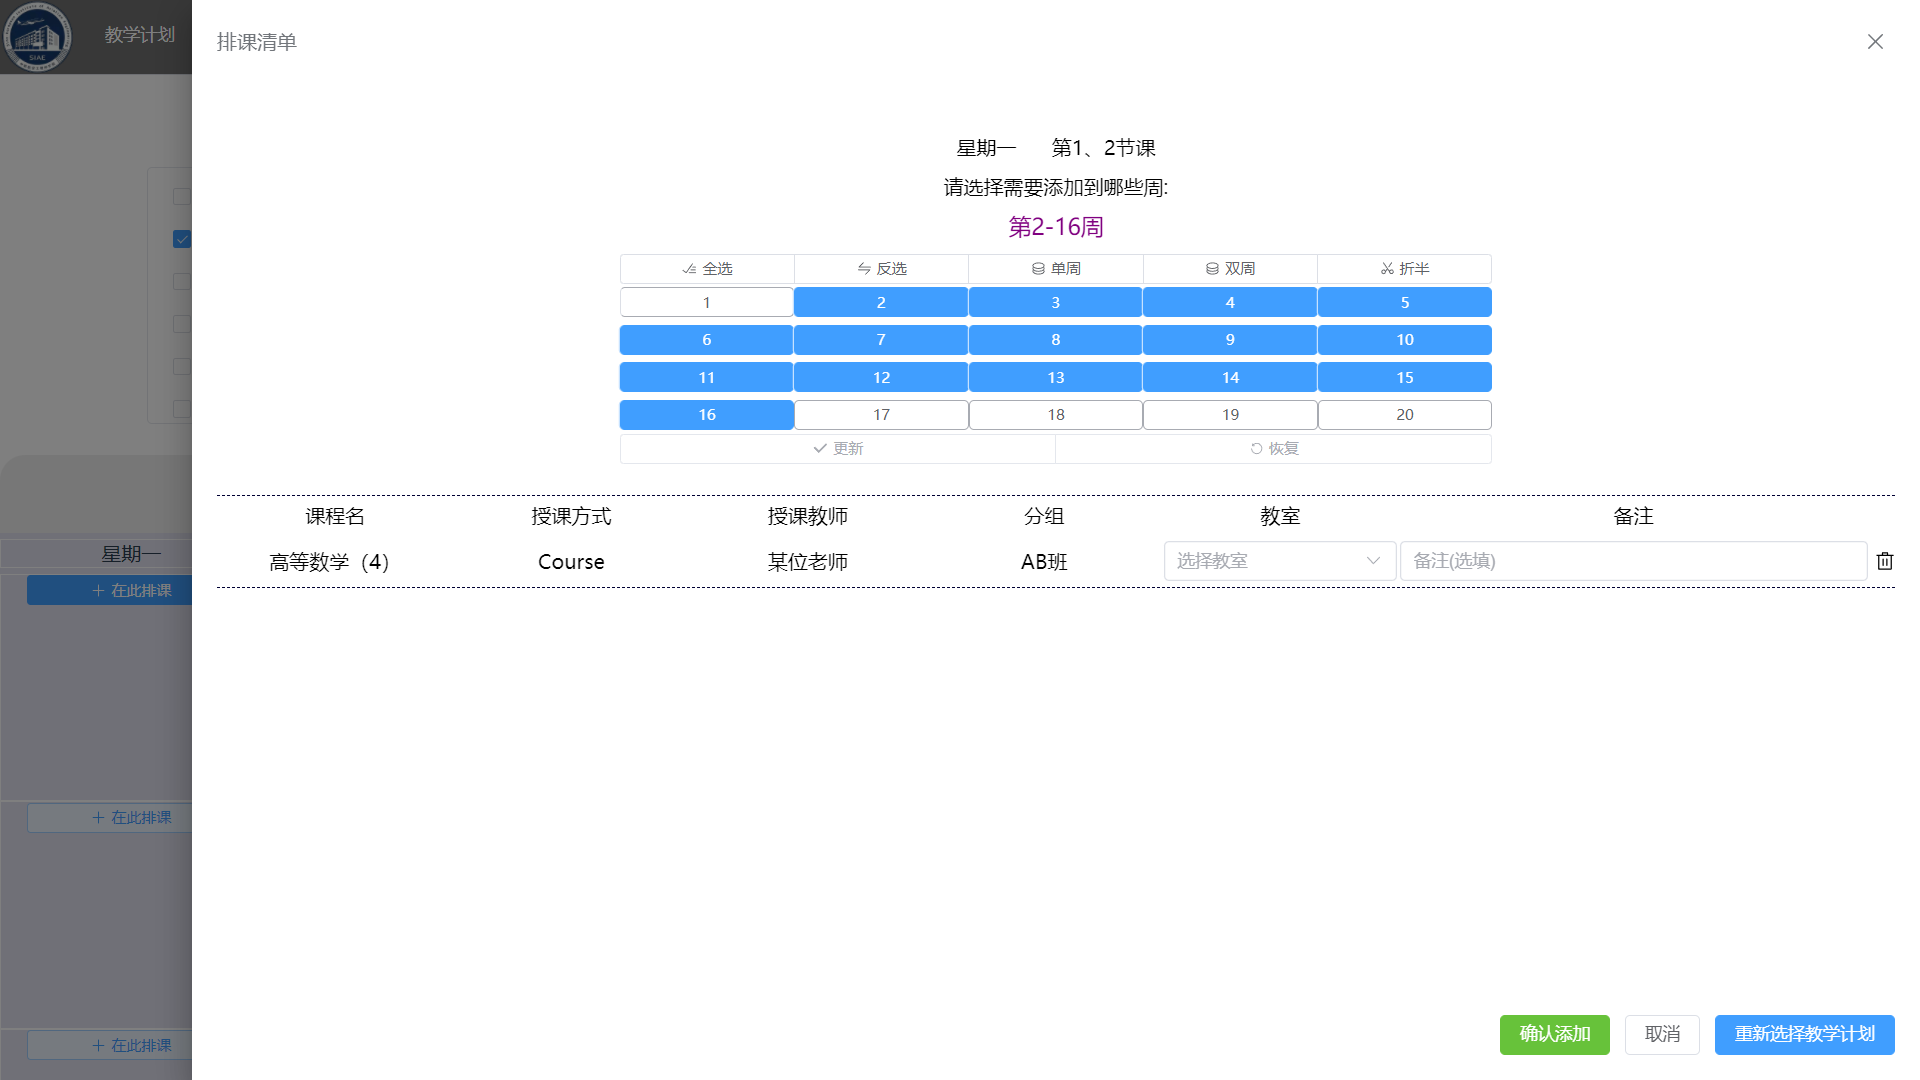 SIAE
教学计划
排课清单
星期一 第1、2节课
请选择需要添加到哪些周:
第2-16周
全选 反选 单周 双周 折半
1 2 3 4 5
6 7 8 9 10
11 12 13 14 15
16 17 18 19 20
更新 恢复
课程名 授课方式 授课教师 分组 教室 备注
高等数学（4） Course 某位老师 AB班 选择教室 备注(选填)
星期一
在此排课
在此排课
在此排课
确认添加 取消 重新选择教学计划